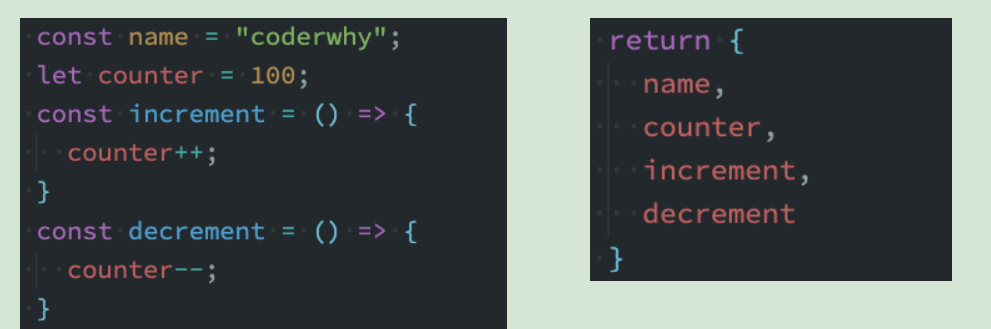 const name = "coderwhy";
let counter = 100;
const increment = () => {
  counter++;
}
const decrement = () => {
  counter--;
}
return {
  name,
  counter,
  increment,
  decrement
}